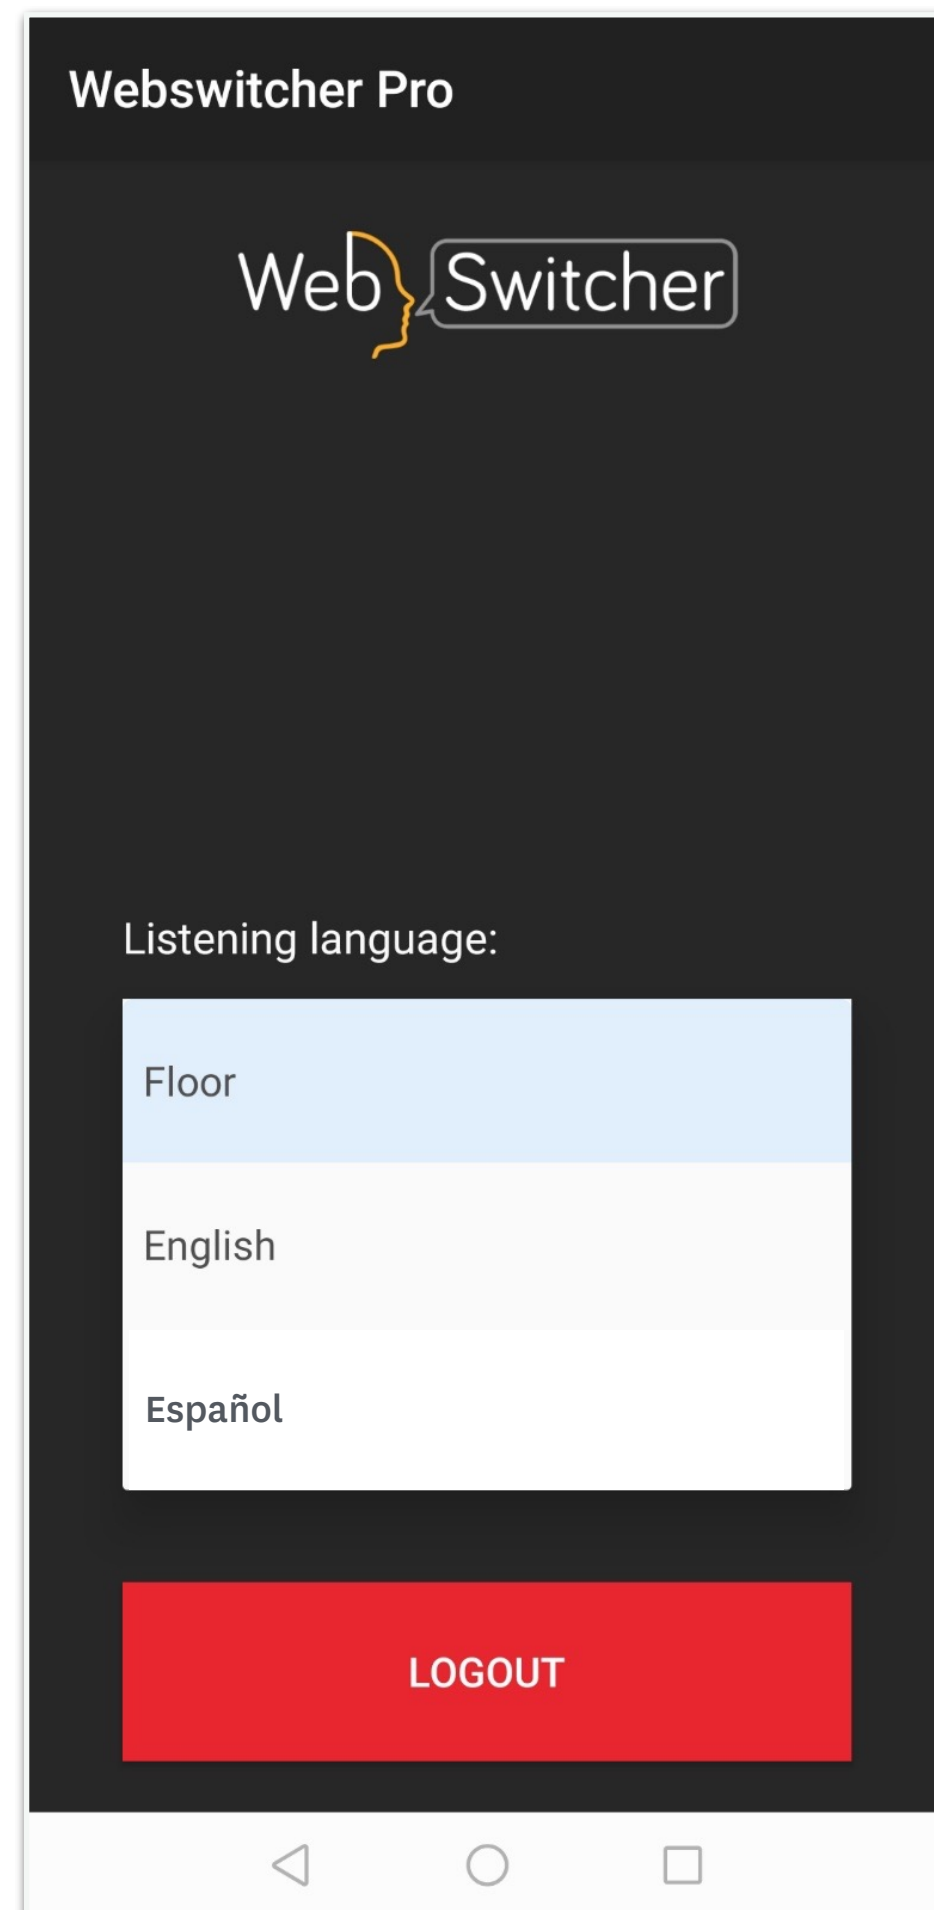 Webswitcher Pro
Web Switcher
Listening language:
Floor
English
Español
LOGOUT